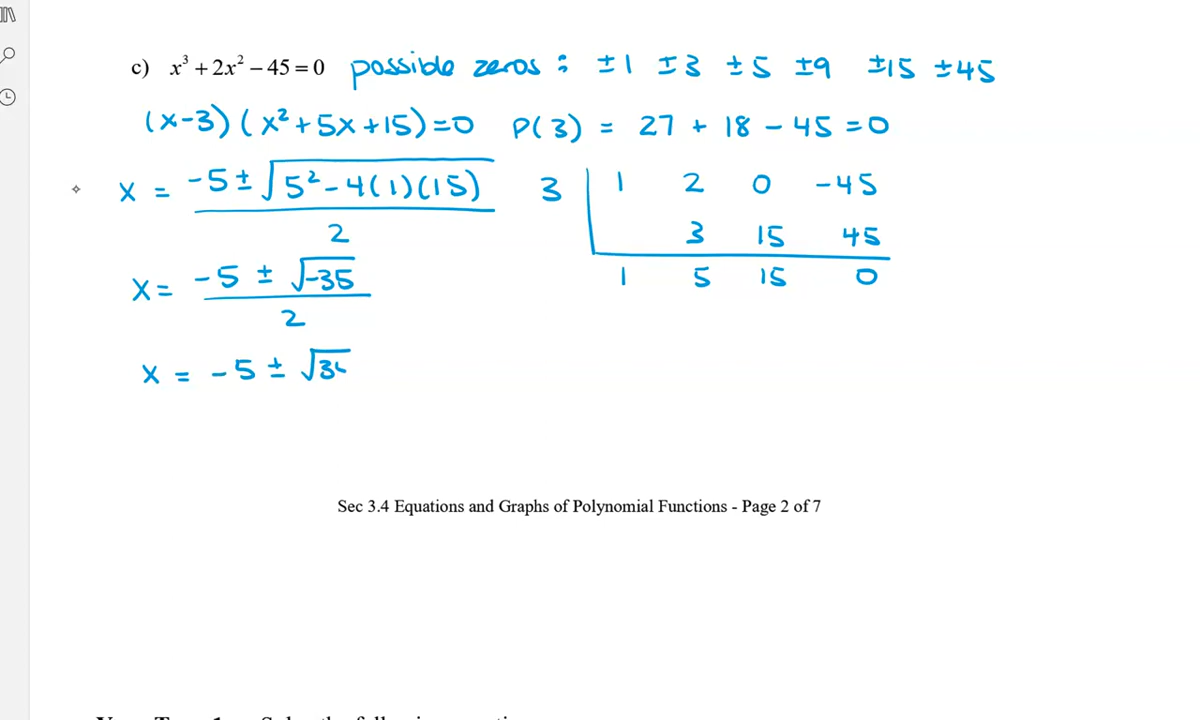 c) x³ + 2x² – 45 = 0 possible zeros : ±1 ±3 ±5 ±9 ±15 ±45
(x-3)(x²+5x+15)=0 P(3) = 27 + 18 - 45 = 0
x = -5±√5²-4(1)(15) / 2
3 | 1 2 0 -45
3 15 45
1 5 15 0
x = -5 ± √-35 / 2
x = -5 ± √3
Sec 3.4 Equations and Graphs of Polynomial Functions - Page 2 of 7